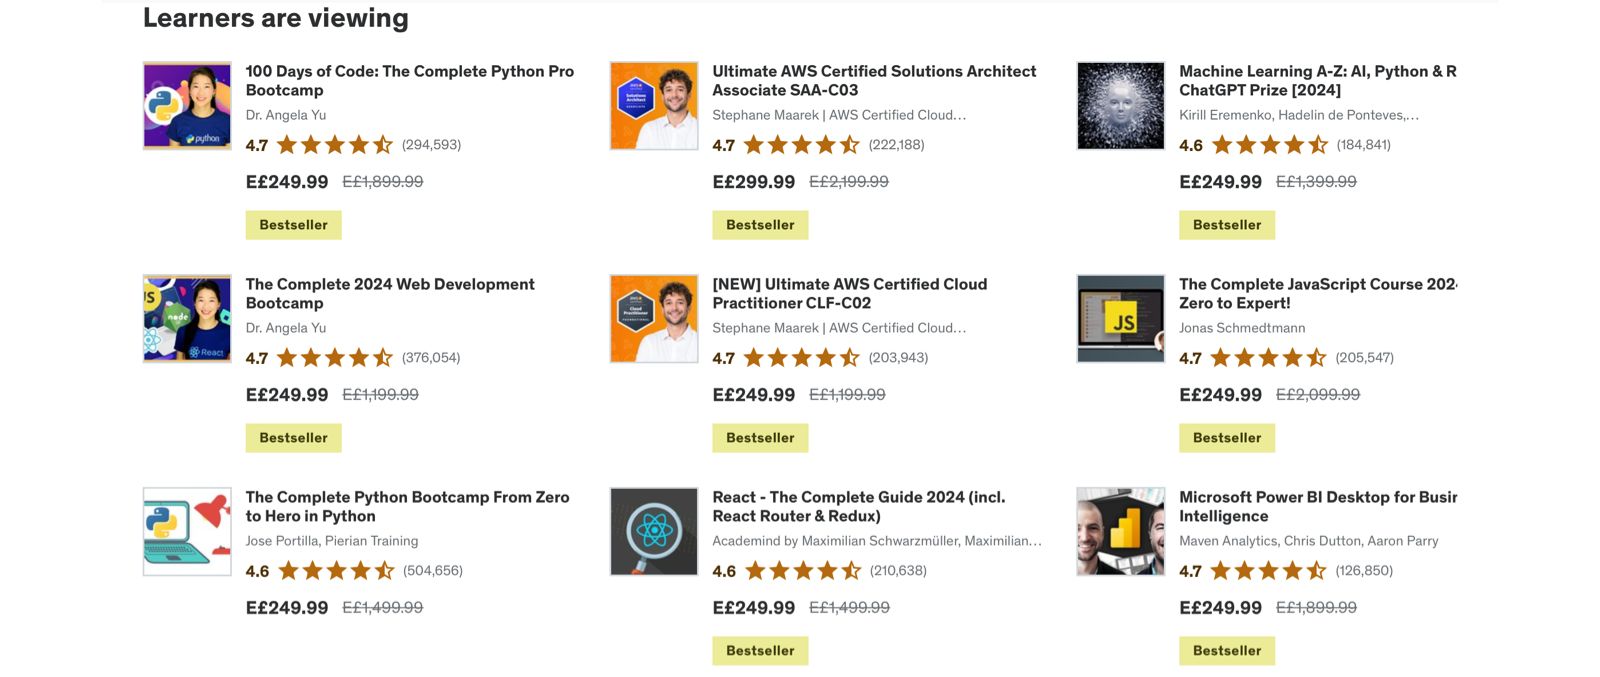 Learners are viewing
100 Days of Code: The Complete Python Pro
Bootcamp
Dr. Angela Yu
4.7 (294,593)
E£249.99 E£1,899.99
Bestseller
python
Ultimate AWS Certified Solutions Architect
Associate SAA-C03
Stephane Maarek | AWS Certified Cloud…
4.7 (222,188)
E£299.99 E£2,199.99
Bestseller
Solutions
Architect
Machine Learning A-Z: AI, Python & R
ChatGPT Prize [2024]
Kirill Eremenko, Hadelin de Ponteves,…
4.6 (184,841)
E£249.99 E£1,399.99
Bestseller
The Complete 2024 Web Development
Bootcamp
Dr. Angela Yu
4.7 (376,054)
E£249.99 E£1,199.99
Bestseller
JS
node
React
[NEW] Ultimate AWS Certified Cloud
Practitioner CLF-C02
Stephane Maarek | AWS Certified Cloud…
4.7 (203,943)
E£249.99 E£1,199.99
Bestseller
Cloud
Practitioner
The Complete JavaScript Course 202
Zero to Expert!
Jonas Schmedtmann
4.7 (205,547)
E£249.99 E£2,099.99
Bestseller
JS
The Complete Python Bootcamp From Zero
to Hero in Python
Jose Portilla, Pierian Training
4.6 (504,656)
E£249.99 E£1,499.99
React - The Complete Guide 2024 (incl.
React Router & Redux)
Academind by Maximilian Schwarzmüller, Maximilian…
4.6 (210,638)
E£249.99 E£1,499.99
Bestseller
Microsoft Power BI Desktop for Busi
Intelligence
Maven Analytics, Chris Dutton, Aaron Parry
4.7 (126,850)
E£249.99 E£1,899.99
Bestseller